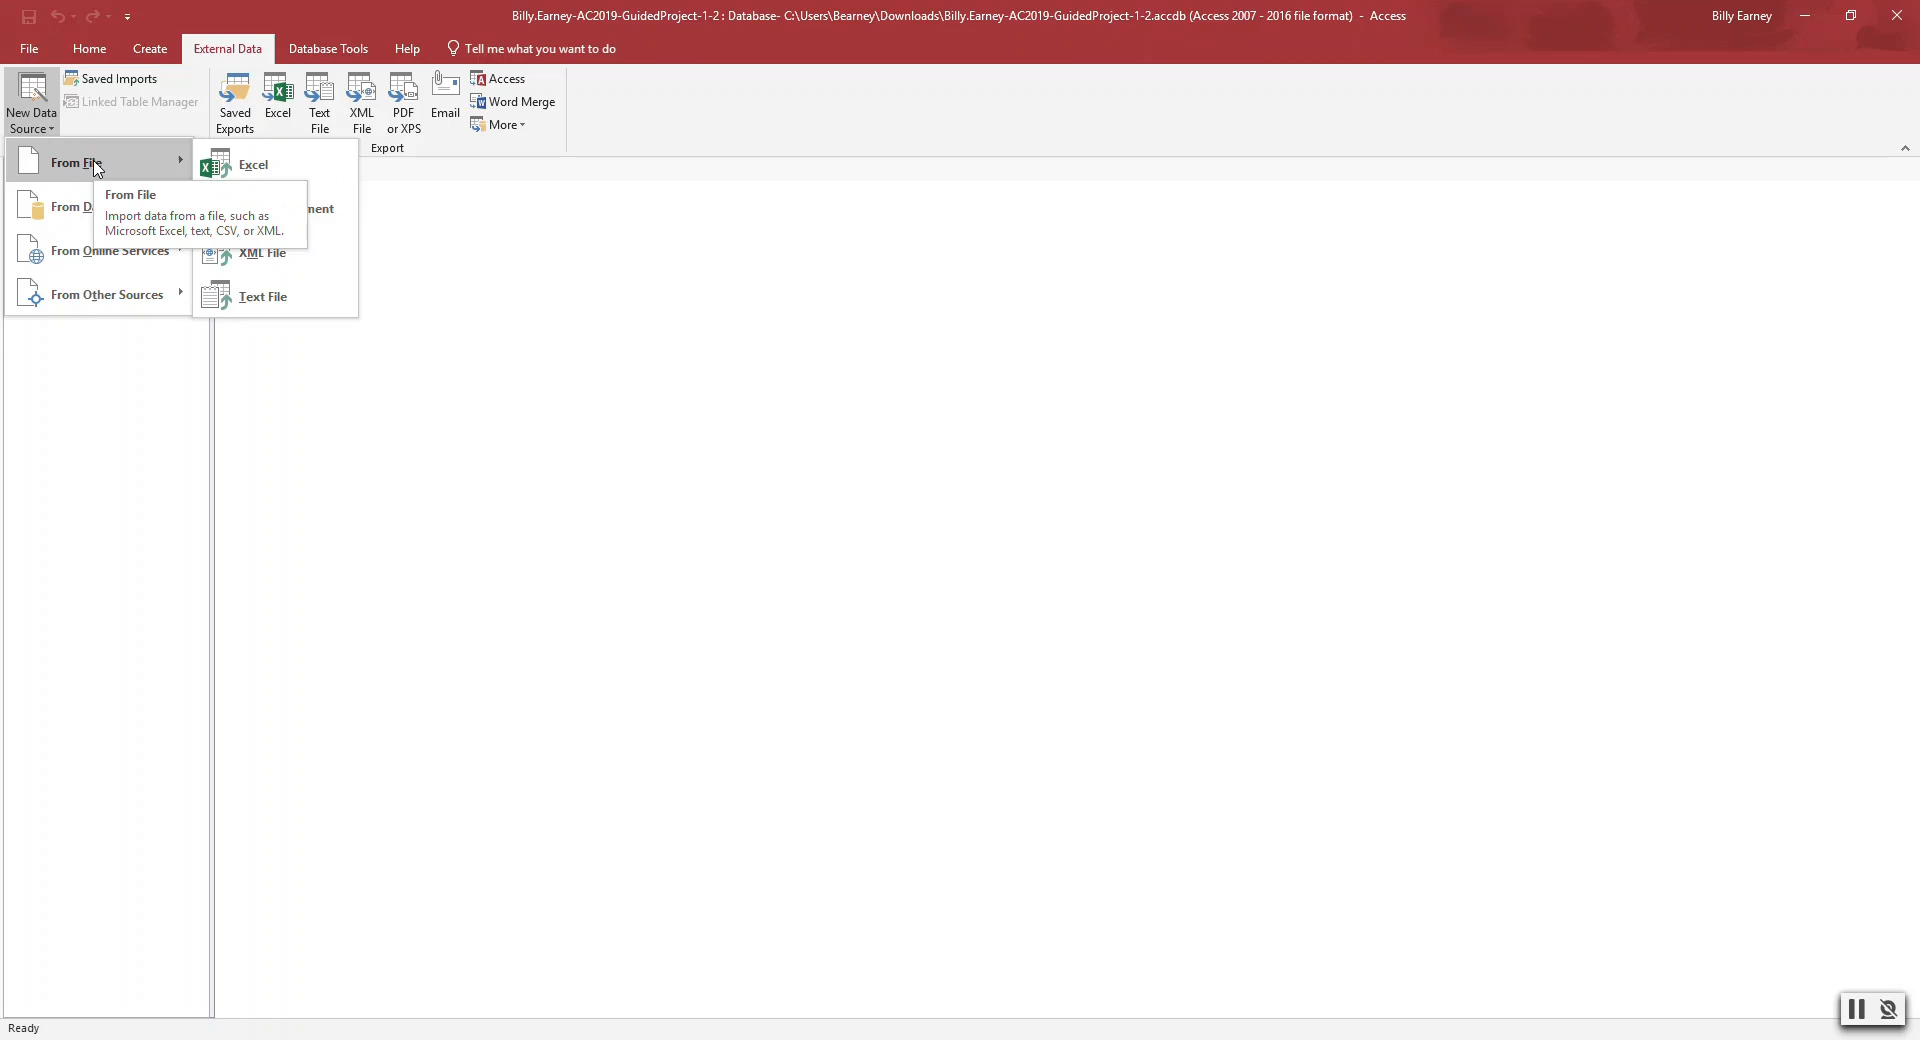 Billy.Earney-AC2019-GuidedProject-1-2 : Database- C:\Users\Bearney\Downloads\Billy.Earney-AC2019-GuidedProject-1-2.accdb (Access 2007 - 2016 file format) - Access
Billy Earney
File Home Create External Data Database Tools Help Tell me what you want to do
New Data Source
Saved Imports
Linked Table Manager
Saved Exports
Excel
Text File
XML File
PDF or XPS
Email
Access
Word Merge
More
Export
From File
Excel
From File
Import data from a file, such as
Microsoft Excel, text, CSV, or XML.
From
From Online Services
XML File
From Other Sources
Text File
Ready